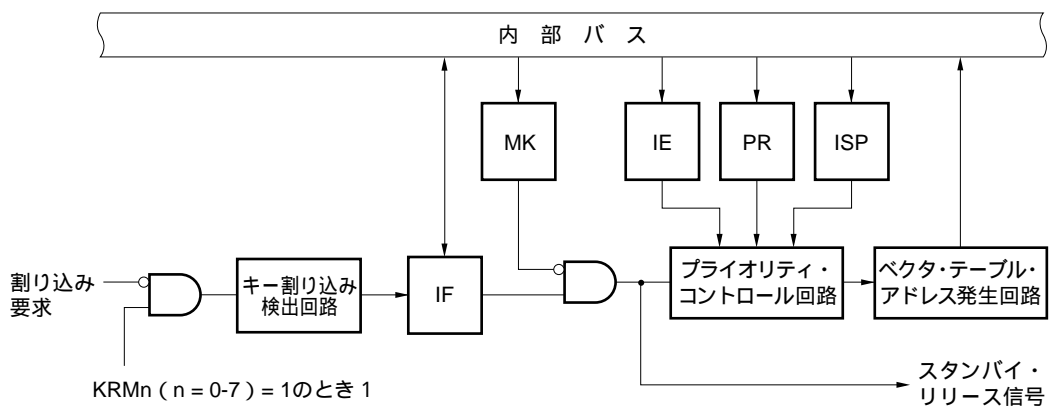 内 部 バ ス
MK
IE
PR
ISP
割り込み
要求
キー割り込み
検出回路
IF
プライオリティ・
コントロール回路
ベクタ・テーブル・
アドレス発生回路
KRMn ( n = 0-7 ) = 1のとき 1
スタンバイ・
リリース信号